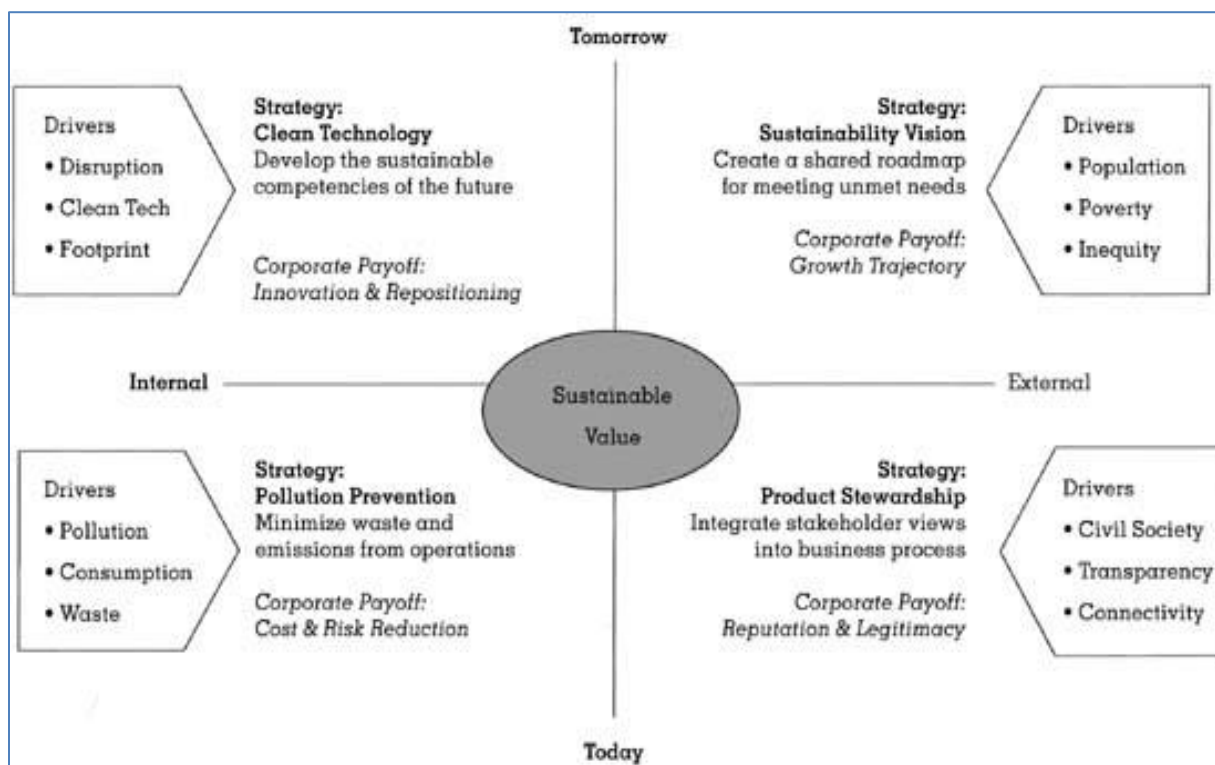 Tomorrow
Drivers
• Disruption
• Clean Tech
• Footprint
Strategy:
Clean Technology
Develop the sustainable
competencies of the future
Corporate Payoff:
Innovation & Repositioning
Strategy:
Sustainability Vision
Create a shared roadmap
for meeting unmet needs
Corporate Payoff:
Growth Trajectory
Drivers
• Population
• Poverty
• Inequity
Internal
Sustainable
Value
External
Drivers
• Pollution
• Consumption
• Waste
Strategy:
Pollution Prevention
Minimize waste and
emissions from operations
Corporate Payoff:
Cost & Risk Reduction
Strategy:
Product Stewardship
Integrate stakeholder views
into business process
Corporate Payoff:
Reputation & Legitimacy
Drivers
• Civil Society
• Transparency
• Connectivity
Today